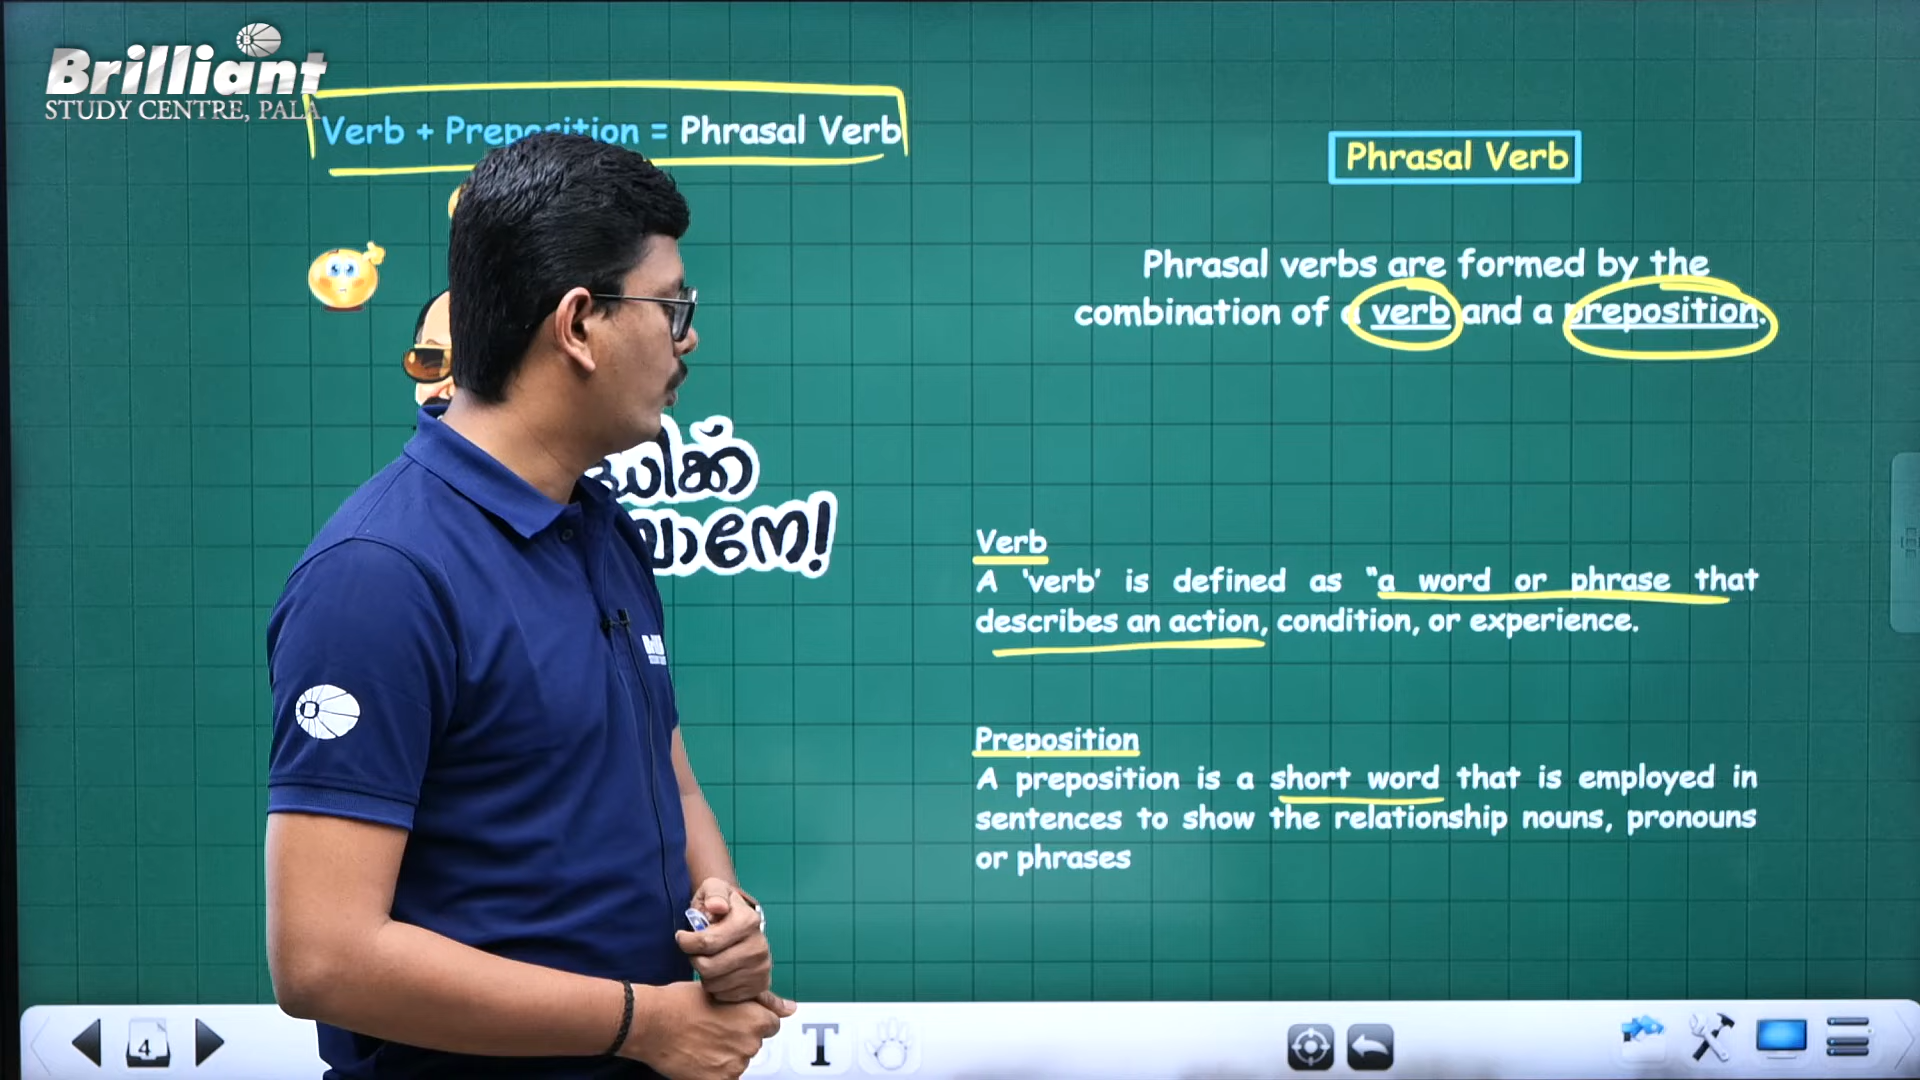 Brilliant
STUDY CENTRE, PALA
Verb + Preposition = Phrasal Verb
Phrasal Verb
Phrasal verbs are formed by the
combination of a verb and a preposition.
Verb
A ‘verb’ is defined as “a word or phrase that
describes an action, condition, or experience.
Preposition
A preposition is a short word that is employed in
sentences to show the relationship nouns, pronouns
or phrases
4
T